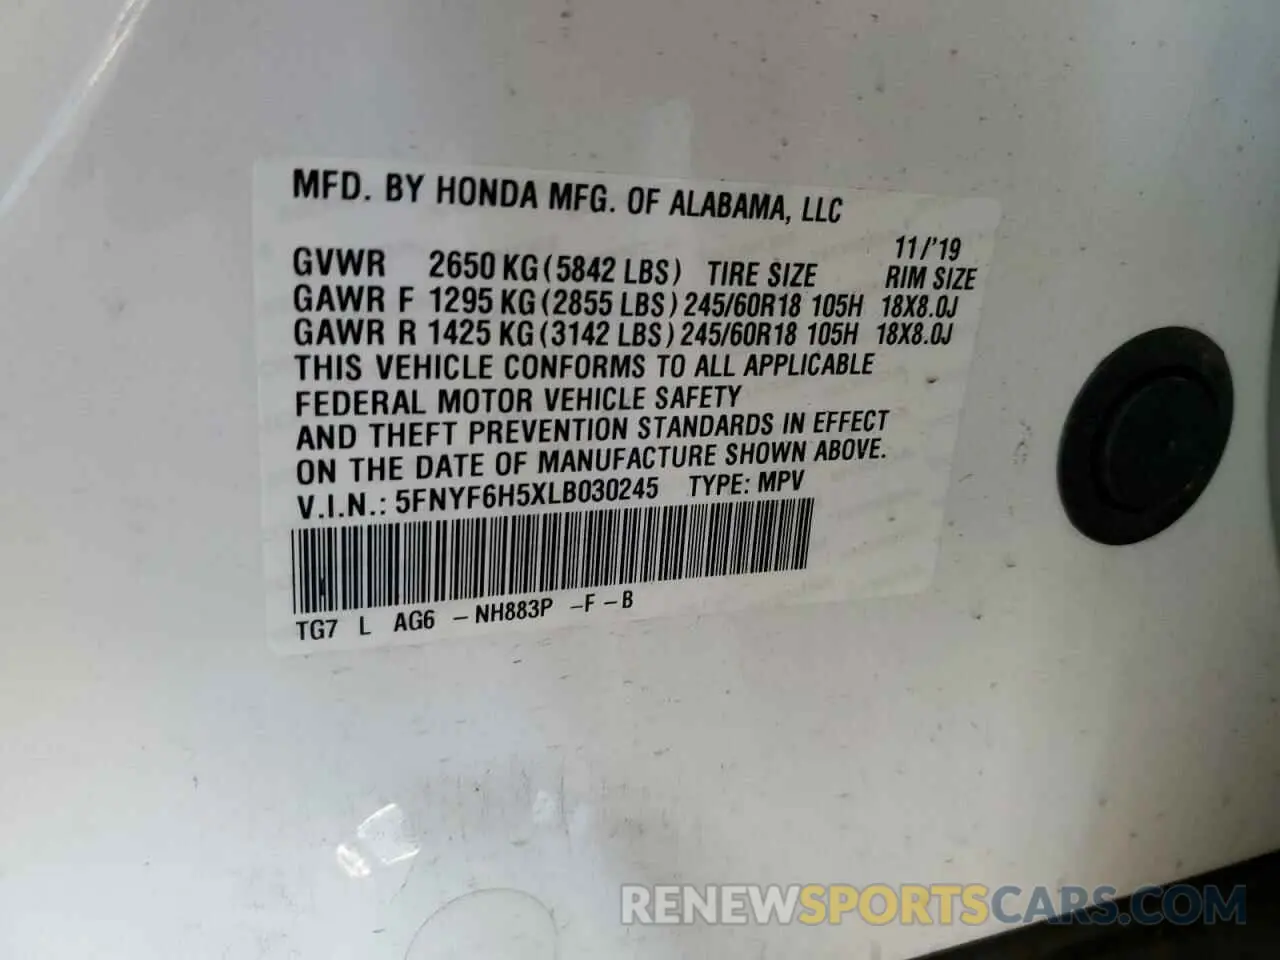 MFD. BY HONDA MFG. OF ALABAMA, LLC
11/'19
GVWR 2650 KG (5842 LBS) TIRE SIZE RIM SIZE
GAWR F 1295 KG (2855 LBS) 245/60R18 105H 18X8.0J
GAWR R 1425 KG (3142 LBS) 245/60R18 105H 18X8.0J
THIS VEHICLE CONFORMS TO ALL APPLICABLE
FEDERAL MOTOR VEHICLE SAFETY
AND THEFT PREVENTION STANDARDS IN EFFECT
ON THE DATE OF MANUFACTURE SHOWN ABOVE.
V.I.N.: 5FNYF6H5XLB030245 TYPE: MPV
TG7 L AG6 – NH883P –F – B
RENEWSPORTSCARS.COM